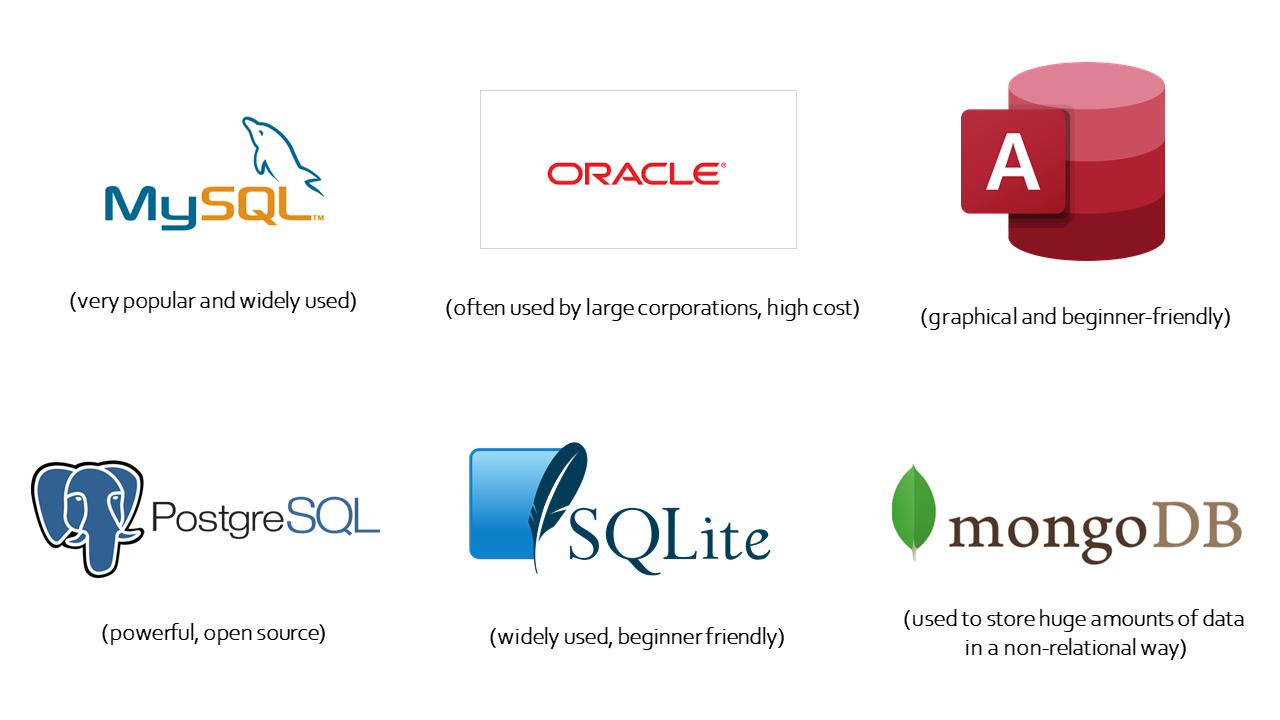 MySQL™
ORACLE®
A
(very popular and widely used)
(often used by large corporations, high cost)
(graphical and beginner-friendly)
PostgreSQL
SQLite
mongoDB
(powerful, open source)
(widely used, beginner friendly)
(used to store huge amounts of data
in a non-relational way)